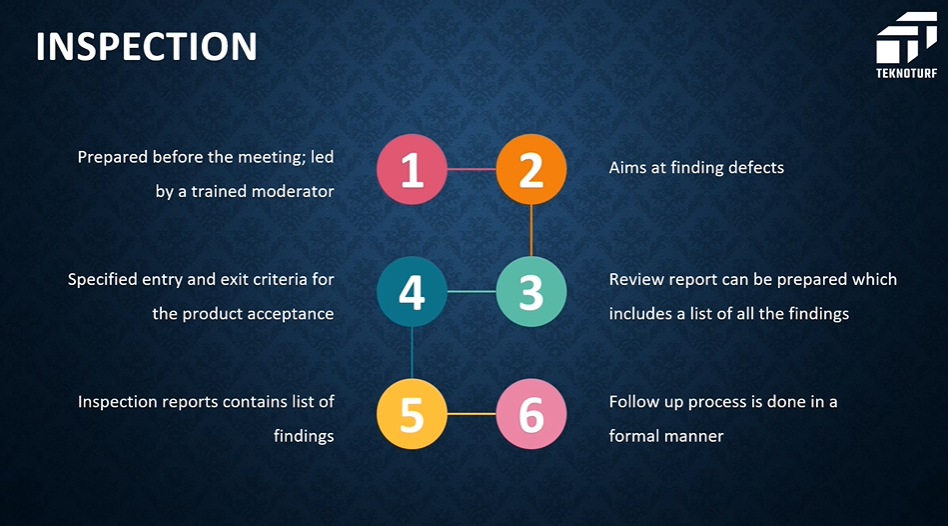 INSPECTION
TEKNOTURF
Prepared before the meeting; led
by a trained moderator
1
2
Aims at finding defects
Specified entry and exit criteria for
the product acceptance
4
3
Review report can be prepared which
includes a list of all the findings
Inspection reports contains list of
findings
5
6
Follow up process is done in a
formal manner